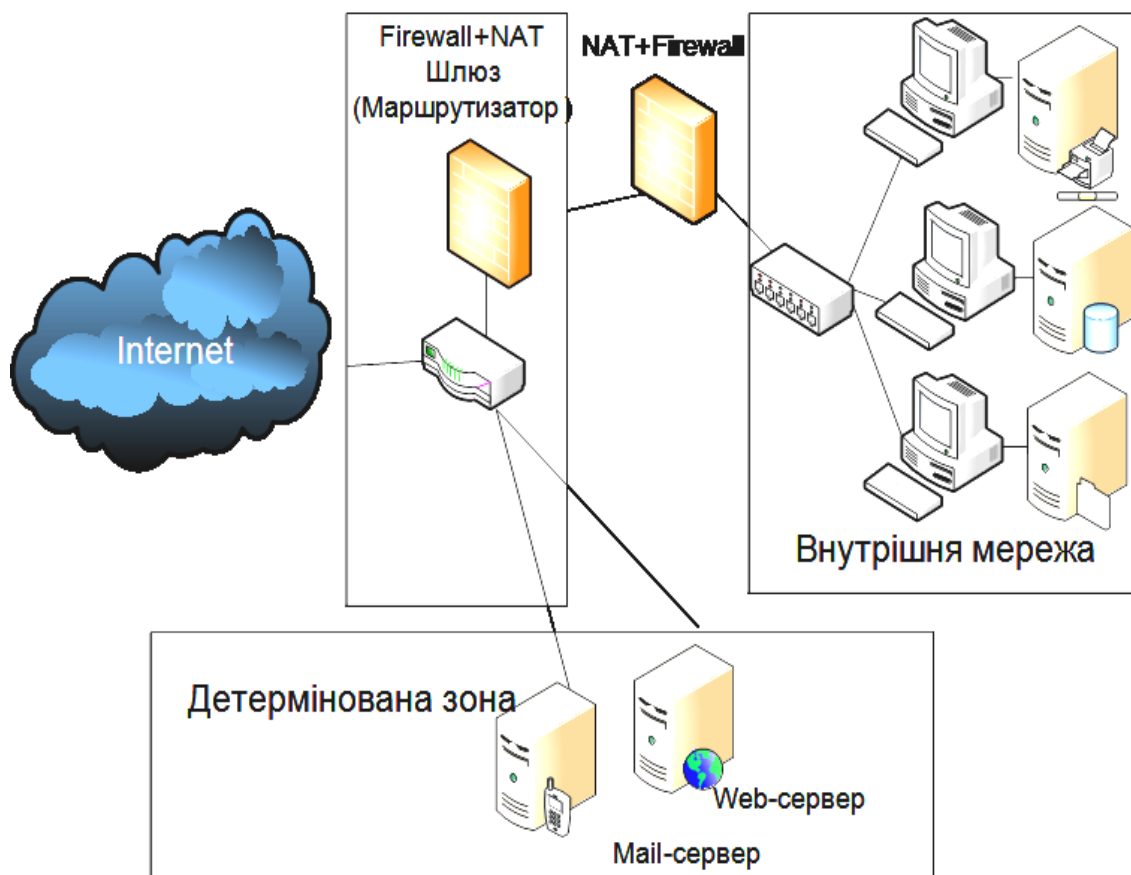 Firewall+NAT
Шлюз
(Маршрутизатор )
NAT+Firewall
Internet
Внутрішня мережа
Детермінована зона
Web-сервер
Mail-сервер